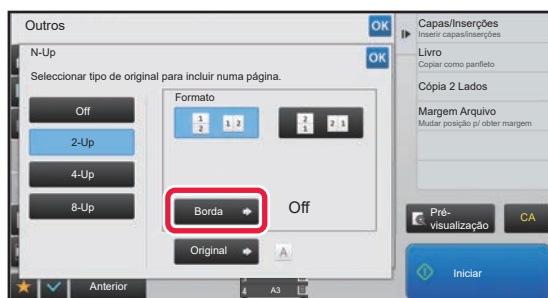 Outros
OK
N-Up
OK
Seleccionar tipo de original para incluir numa página.
Off
2-Up
4-Up
8-Up
Formato
1
2
1 2
2
1
2 1
Borda
Off
Original
A
Anterior
4 A3
Capas/Inserções
Inserir capas/inserções
Livro
Copiar como panfleto
Cópia 2 Lados
Margem Arquivo
Mudar posição p/ obter margem
Pré-
visualização
CA
Iniciar